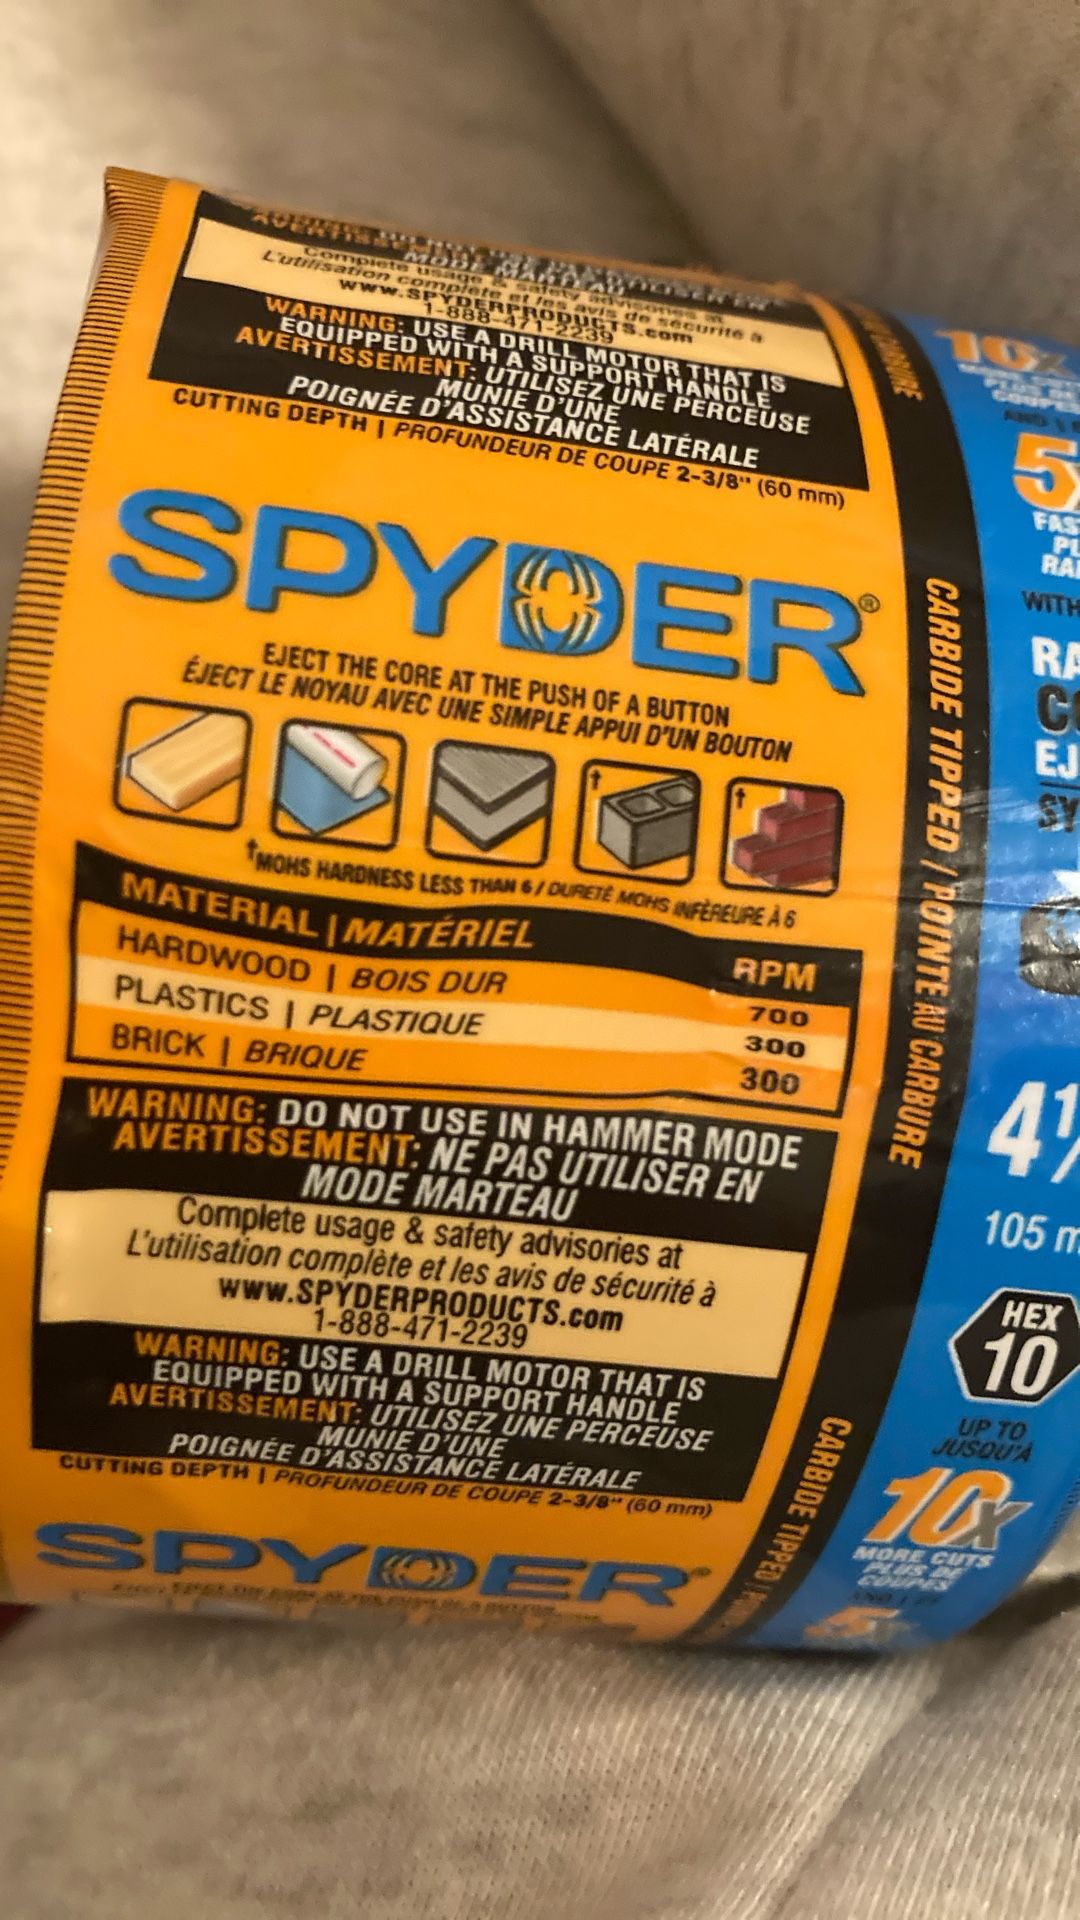 AVERTISSEMENT:
MODE MARTEAU
Complete usage & safety advisories at
L'utilisation complète et les avis de sécurité à
www.SPYDERPRODUCTS.com
1-888-471-2239
WARNING: USE A DRILL MOTOR THAT IS
EQUIPPED WITH A SUPPORT HANDLE
AVERTISSEMENT: UTILISEZ UNE PERCEUSE
MUNIE D'UNE
POIGNÉE D'ASSISTANCE LATÉRALE
CUTTING DEPTH | PROFUNDEUR DE COUPE 2-3/8" (60 mm)
SPYDER®
EJECT THE CORE AT THE PUSH OF A BUTTON
ÉJECT LE NOYAU AVEC UNE SIMPLE APPUI D'UN BOUTON
†
†
†MOHS HARDNESS LESS THAN 6 / DURETÉ MOHS INFÈREURE À 6
MATERIAL | MATÉRIEL RPM
HARDWOOD | BOIS DUR 700
PLASTICS | PLASTIQUE 300
BRICK | BRIQUE 300
WARNING: DO NOT USE IN HAMMER MODE
AVERTISSEMENT: NE PAS UTILISER EN
MODE MARTEAU
Complete usage & safety advisories at
L'utilisation complète et les avis de sécurité à
www.SPYDERPRODUCTS.com
1-888-471-2239
WARNING: USE A DRILL MOTOR THAT IS
EQUIPPED WITH A SUPPORT HANDLE
AVERTISSEMENT: UTILISEZ UNE PERCEUSE
MUNIE D'UNE
POIGNÉE D'ASSISTANCE LATÉRALE
CUTTING DEPTH | PROFUNDEUR DE COUPE 2-3/8" (60 mm)
SPYDER®
CARBIDE TIPPED / POINTE AU CARBURE
CARBIDE TIPPED
10X
5X
WITH
4 1/
105 m
HEX
10
UP TO
JUSQU'À
10X
MORE CUTS
PLUS DE
COUPES
5X